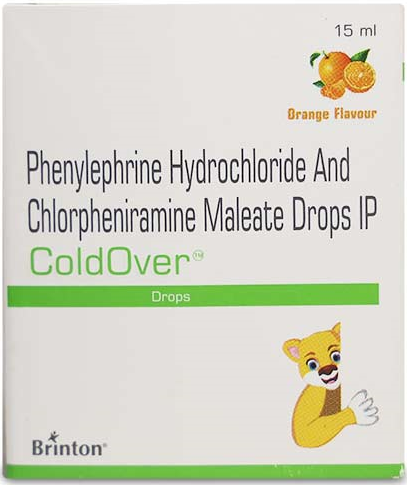 15 ml
Orange Flavour
Phenylephrine Hydrochloride And
Chlorpheniramine Maleate Drops IP
ColdOver™
Drops
Brinton®